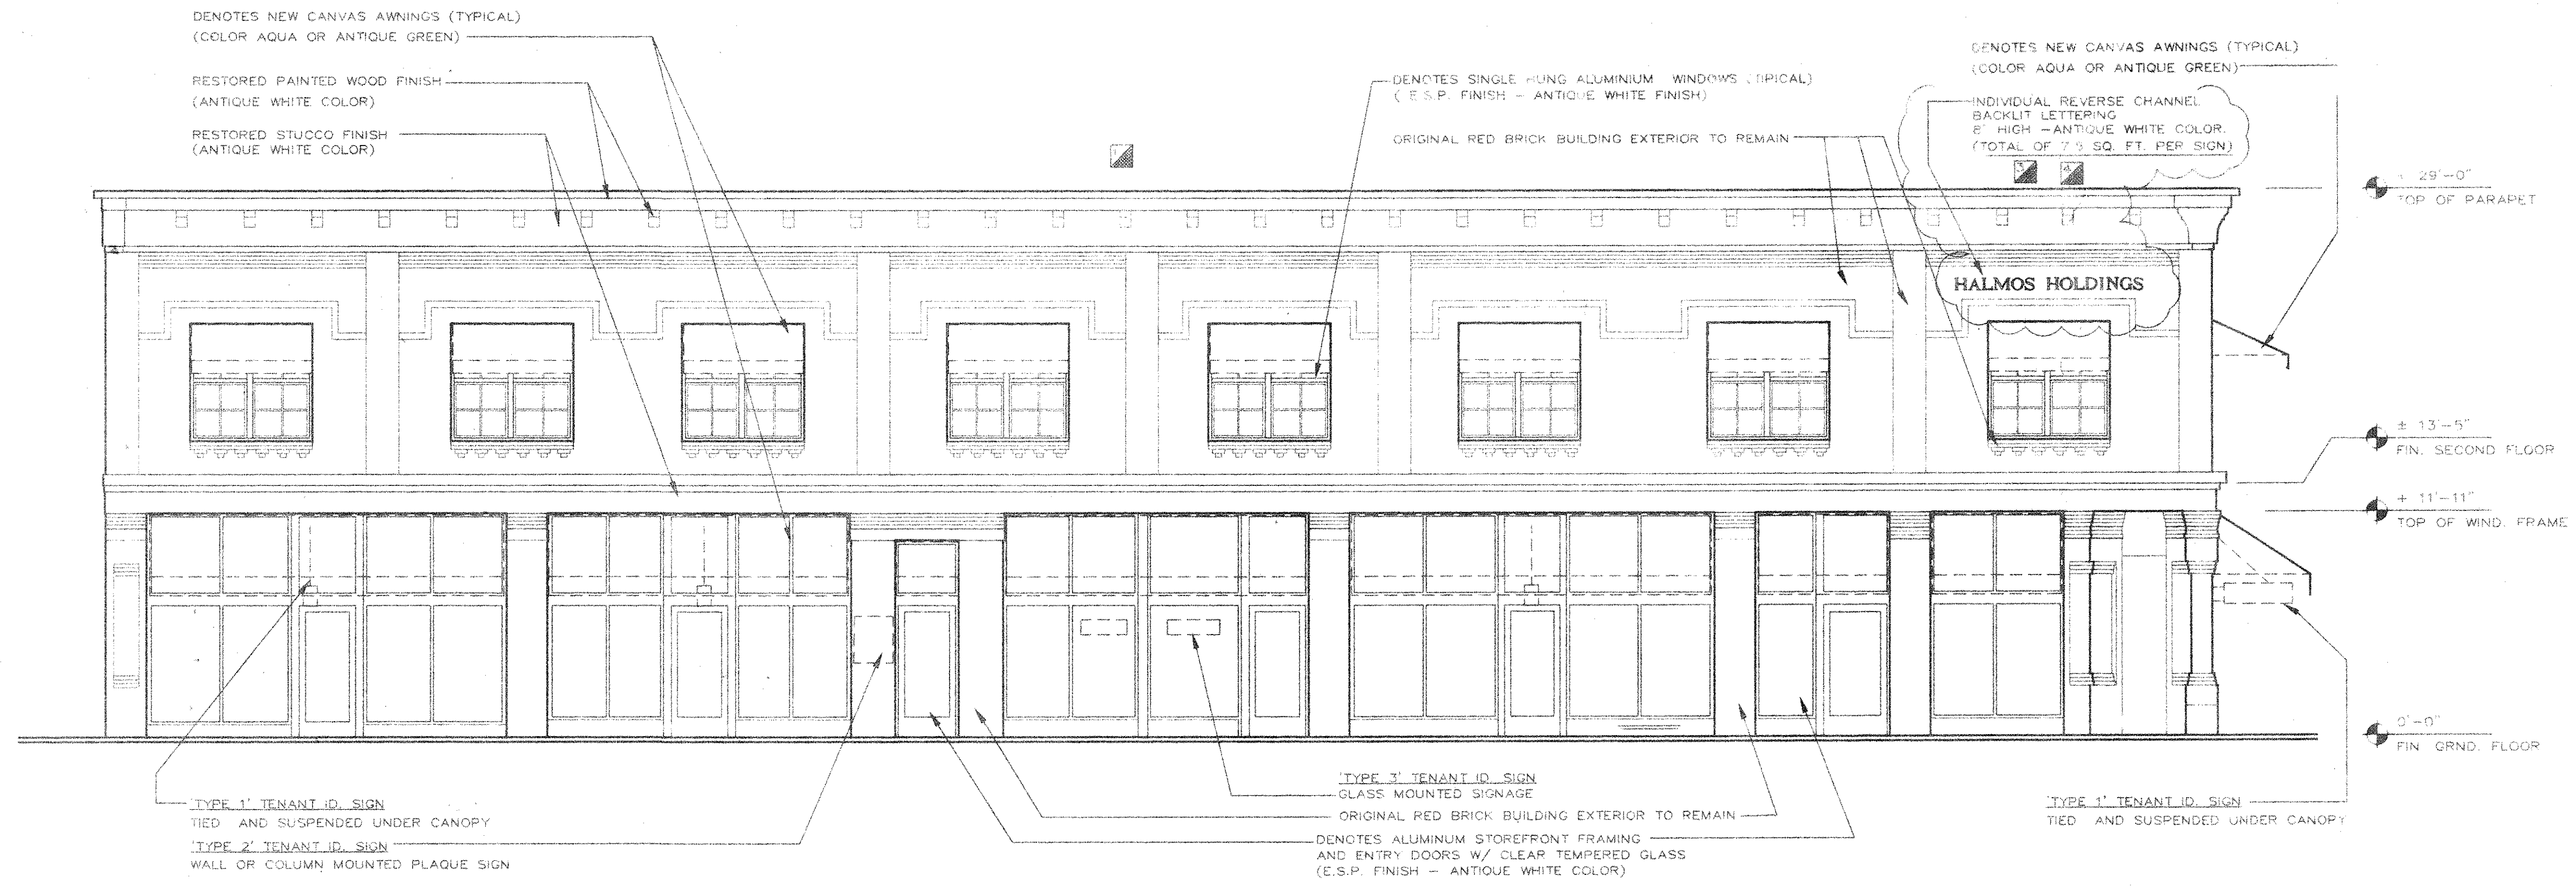 DENOTES NEW CANVAS AWNINGS (TYPICAL)
(COLOR AQUA OR ANTIQUE GREEN)
RESTORED PAINTED WOOD FINISH
(ANTIQUE WHITE COLOR)
RESTORED STUCCO FINISH
(ANTIQUE WHITE COLOR)
DENOTES SINGLE HUNG ALUMINIUM WINDOWS (TIPICAL)
( E.S.P. FINISH - ANTIQUE WHITE FINISH)
ORIGINAL RED BRICK BUILDING EXTERIOR TO REMAIN
DENOTES NEW CANVAS AWNINGS (TYPICAL)
(COLOR AQUA OR ANTIQUE GREEN)
INDIVIDUAL REVERSE CHANNEL
BACKLIT LETTERING
HIGH -ANTIQUE WHITE COLOR.
(TOTAL OF SQ. FT. PER SIGN)
1
3
4
29'-0"
TOP OF PARAPET
HALMOS HOLDINGS
± 13'-5"
FIN. SECOND FLOOR
+ 11'-11"
TOP OF WIND. FRAME
0'-0"
FIN GRND. FLOOR
'TYPE 1' TENANT ID. SIGN
TIED AND SUSPENDED UNDER CANOPY
'TYPE 2' TENANT ID. SIGN
WALL OR COLUMN MOUNTED PLAQUE SIGN
'TYPE 3' TENANT ID. SIGN
GLASS MOUNTED SIGNAGE
ORIGINAL RED BRICK BUILDING EXTERIOR TO REMAIN
DENOTES ALUMINUM STOREFRONT FRAMING
AND ENTRY DOORS W/ CLEAR TEMPERED GLASS
(E.S.P. FINISH - ANTIQUE WHITE COLOR)
'TYPE 1' TENANT ID. SIGN
TIED AND SUSPENDED UNDER CANOPY